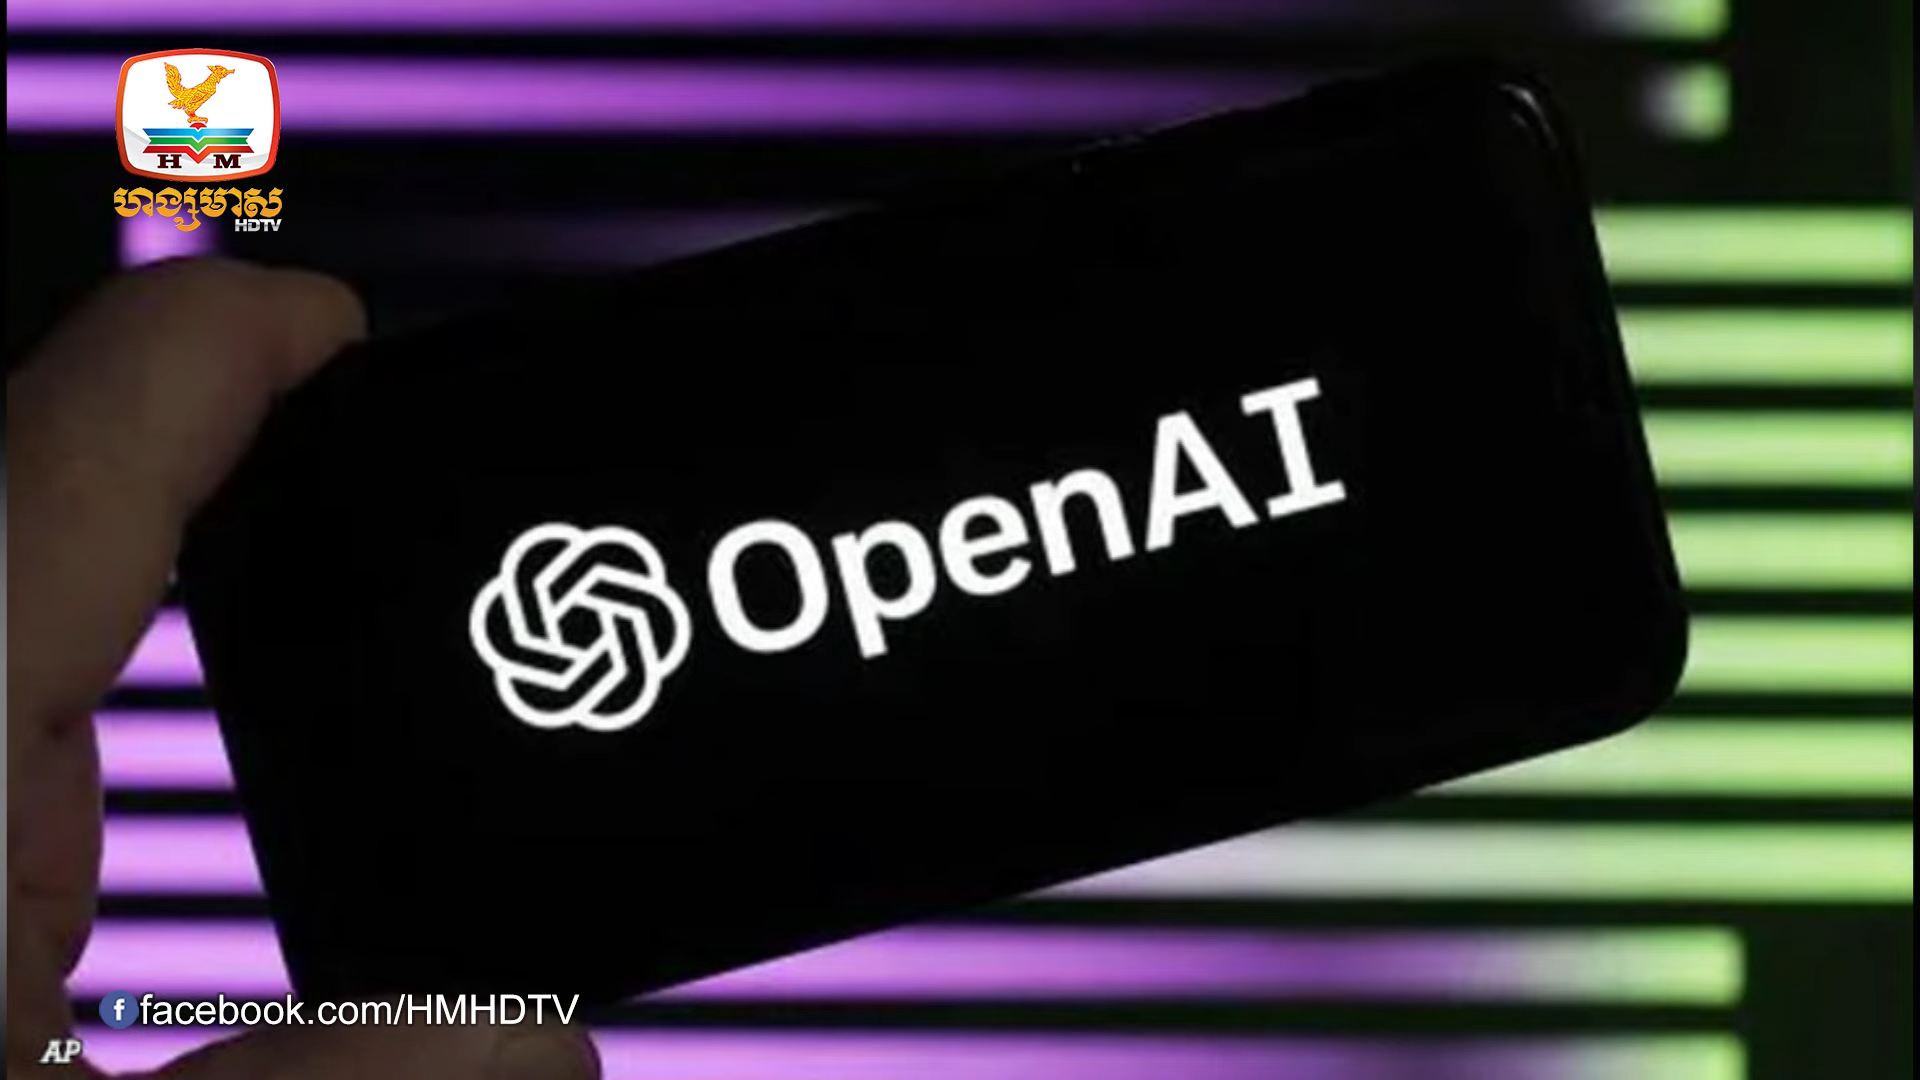 H M
ហង្សមាស
HDTV
OpenAI
facebook.com/HMHDTV
AP